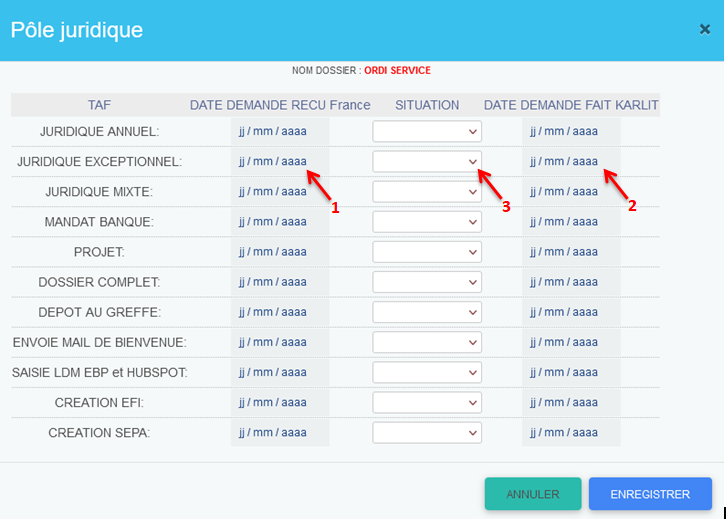 Pôle juridique ×
NOM DOSSIER : ORDI SERVICE
TAF DATE DEMANDE RECU France SITUATION DATE DEMANDE FAIT KARLIT
JURIDIQUE ANNUEL: jj / mm / aaaa jj / mm / aaaa
JURIDIQUE EXCEPTIONNEL: jj / mm / aaaa jj / mm / aaaa
JURIDIQUE MIXTE: jj / mm / aaaa jj / mm / aaaa
1 3 2
MANDAT BANQUE: jj / mm / aaaa jj / mm / aaaa
PROJET: jj / mm / aaaa jj / mm / aaaa
DOSSIER COMPLET: jj / mm / aaaa jj / mm / aaaa
DEPOT AU GREFFE: jj / mm / aaaa jj / mm / aaaa
ENVOIE MAIL DE BIENVENUE: jj / mm / aaaa jj / mm / aaaa
SAISIE LDM EBP et HUBSPOT: jj / mm / aaaa jj / mm / aaaa
CREATION EFI: jj / mm / aaaa jj / mm / aaaa
CREATION SEPA: jj / mm / aaaa jj / mm / aaaa
ANNULER ENREGISTRER